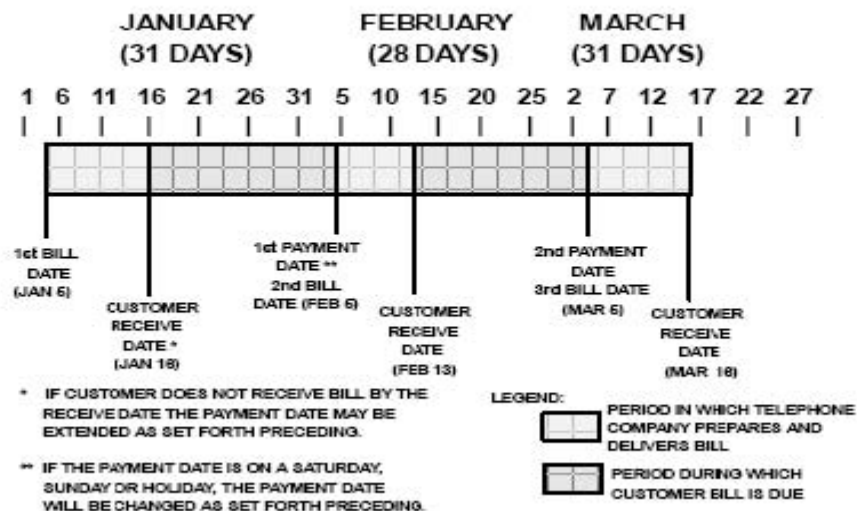 JANUARY FEBRUARY MARCH
(31 DAYS) (28 DAYS) (31 DAYS)
1 6 11 16 21 26 31 5 10 15 20 25 2 7 12 17 22 27
1st BILL
DATE
(JAN 5)
CUSTOMER
RECEIVE
DATE *
(JAN 16)
1st PAYMENT
DATE **
2nd BILL
DATE (FEB 5)
CUSTOMER
RECEIVE
DATE
(FEB 13)
2nd PAYMENT
DATE
3rd BILL DATE
(MAR 5)
CUSTOMER
RECEIVE
DATE
(MAR 16)
* IF CUSTOMER DOES NOT RECEIVE BILL BY THE
RECEIVE DATE THE PAYMENT DATE MAY BE
EXTENDED AS SET FORTH PRECEDING.
** IF THE PAYMENT DATE IS ON A SATURDAY,
SUNDAY OR HOLIDAY, THE PAYMENT DATE
WILL BE CHANGED AS SET FORTH PRECEDING.
LEGEND:
PERIOD IN WHICH TELEPHONE
COMPANY PREPARES AND
DELIVERS BILL
PERIOD DURING WHICH
CUSTOMER BILL IS DUE